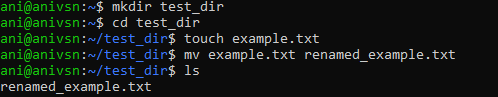 ani@anivsn:~$ mkdir test_dir
ani@anivsn:~$ cd test_dir
ani@anivsn:~/test_dir$ touch example.txt
ani@anivsn:~/test_dir$ mv example.txt renamed_example.txt
ani@anivsn:~/test_dir$ ls
renamed_example.txt